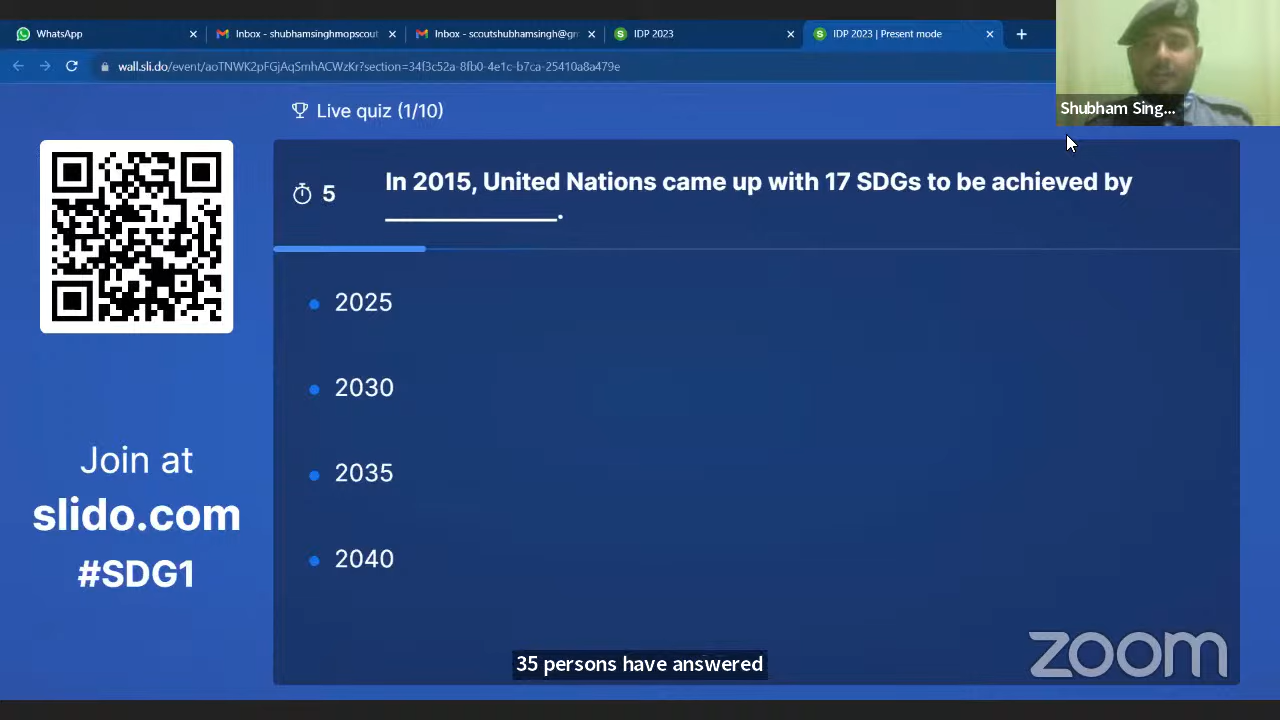 WhatsApp
Inbox - shubhamsinghmopscout
Inbox - scoutshubhamsingh@gm
IDP 2023
IDP 2023 | Present mode
wall.sli.do/event/aoTNWK2pFGjAqSmhACWzKr?section=34f3c52a-8fb0-4e1c-b7ca-25410a8a479e
Shubham Sing...
Live quiz (1/10)
5
In 2015, United Nations came up with 17 SDGs to be achieved by
____________.
2025
2030
2035
2040
Join at
slido.com
#SDG1
35 persons have answered
zoom